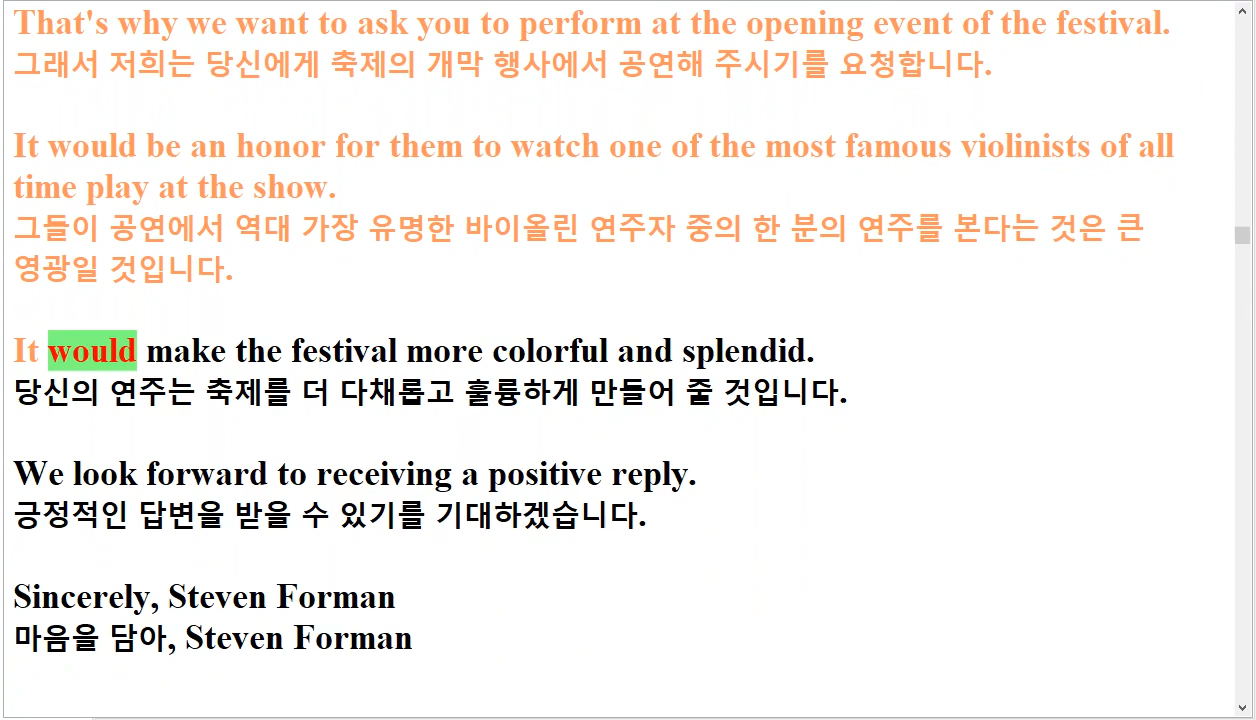 That's why we want to ask you to perform at the opening event of the festival.
그래서 저희는 당신에게 축제의 개막 행사에서 공연해 주시기를 요청합니다.
It would be an honor for them to watch one of the most famous violinists of all
time play at the show.
그들이 공연에서 역대 가장 유명한 바이올린 연주자 중의 한 분의 연주를 본다는 것은 큰
영광일 것입니다.
It would make the festival more colorful and splendid.
당신의 연주는 축제를 더 다채롭고 훌륭하게 만들어 줄 것입니다.
We look forward to receiving a positive reply.
긍정적인 답변을 받을 수 있기를 기대하겠습니다.
Sincerely, Steven Forman
마음을 담아, Steven Forman